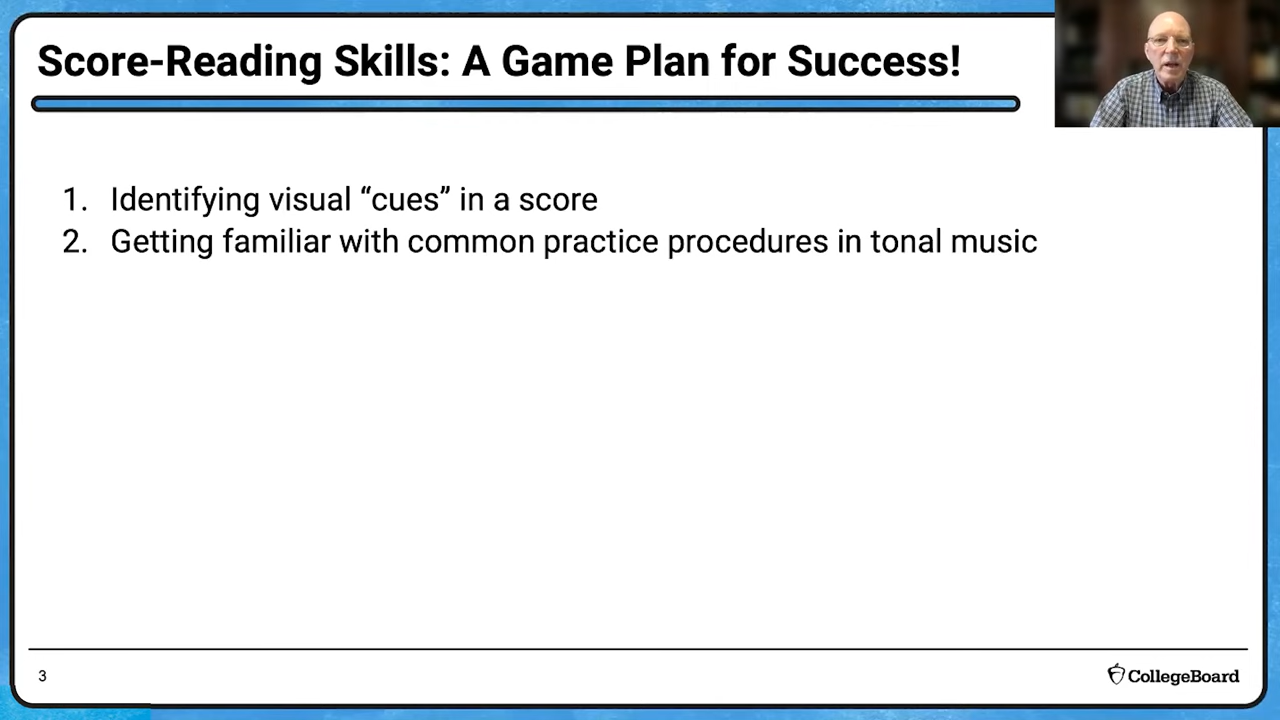 Score-Reading Skills: A Game Plan for Success!
1. Identifying visual “cues” in a score
2. Getting familiar with common practice procedures in tonal music
3
CollegeBoard